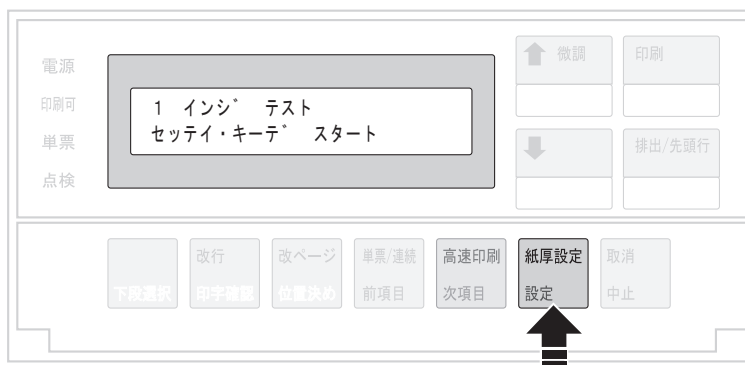 電源
印刷可
単票
点検
1 インジ テスト
セッテイ・キーデ スタート
微調
印刷
排出/先頭行
下段選択
改行
印字確認
改ページ
位置決め
単票/連続
前項目
高速印刷
次項目
紙厚設定
設定
取消
中止